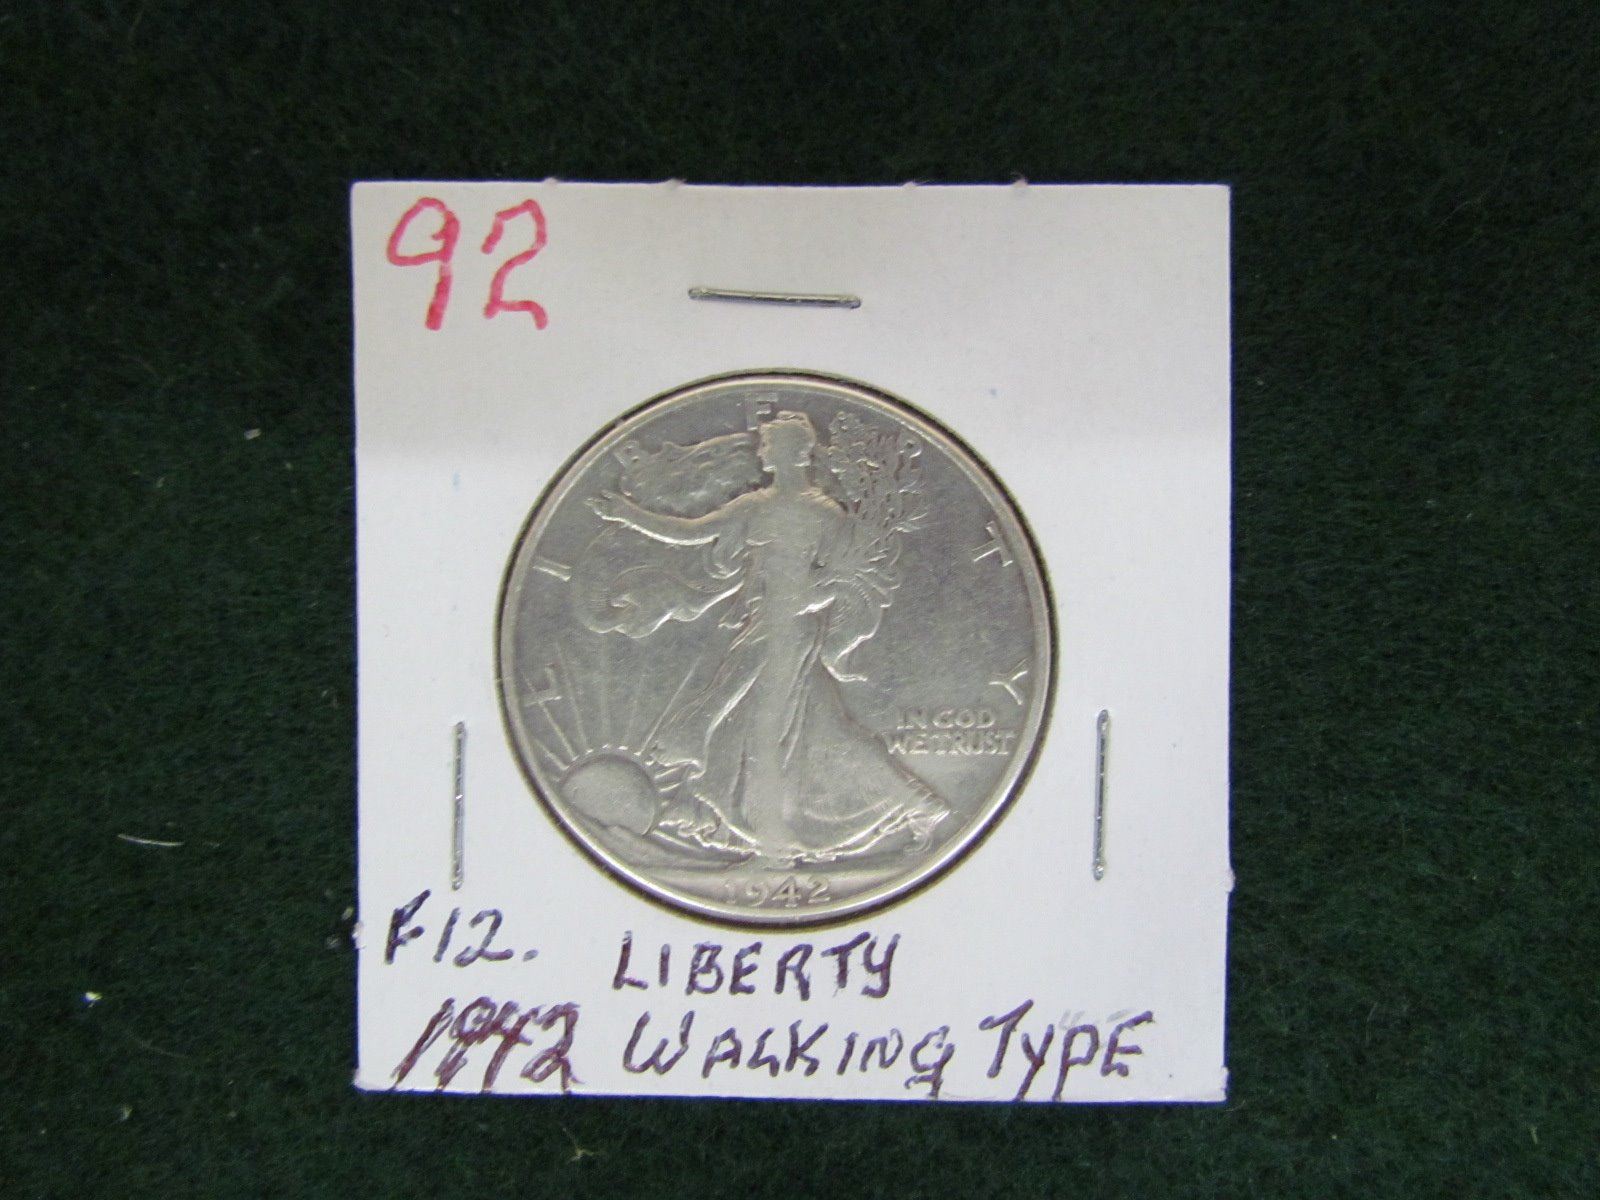 92
LIBERTY
IN GOD
WE TRUST
1942
F12.
LIBERTY
1942 WALKING TYPE